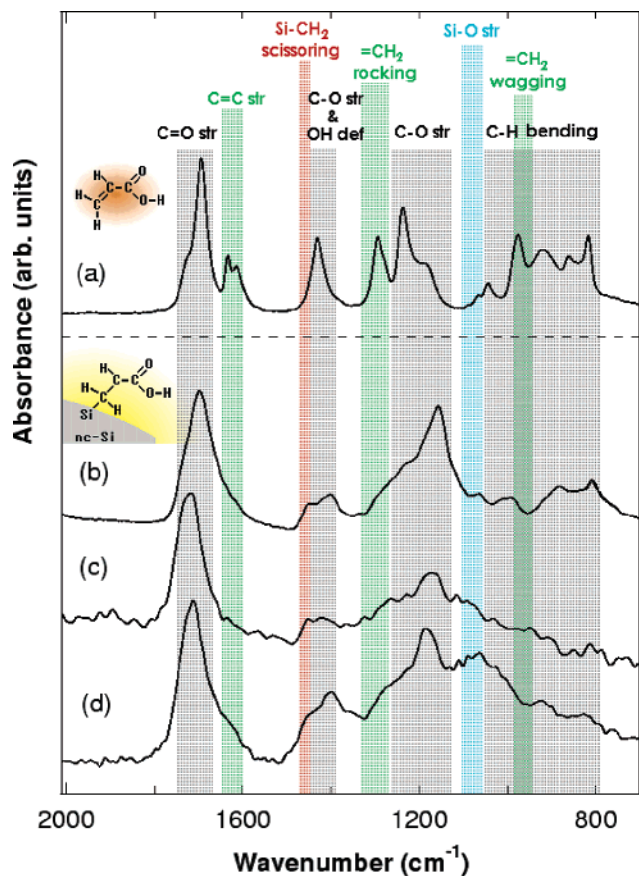 Si-CH2
scissoring
Si-O str
=CH2
rocking
=CH2
wagging
C=C str
C-O str
&
OH def
C=O str
C-O str
C-H bending
H
O
H
C
C
C
O
H
H
(a)
H
O
H
C
C
C
O
H
H
Si
H
nc-Si
(b)
(c)
(d)
Absorbance (arb. units)
2000
1600
1200
800
Wavenumber (cm-1)